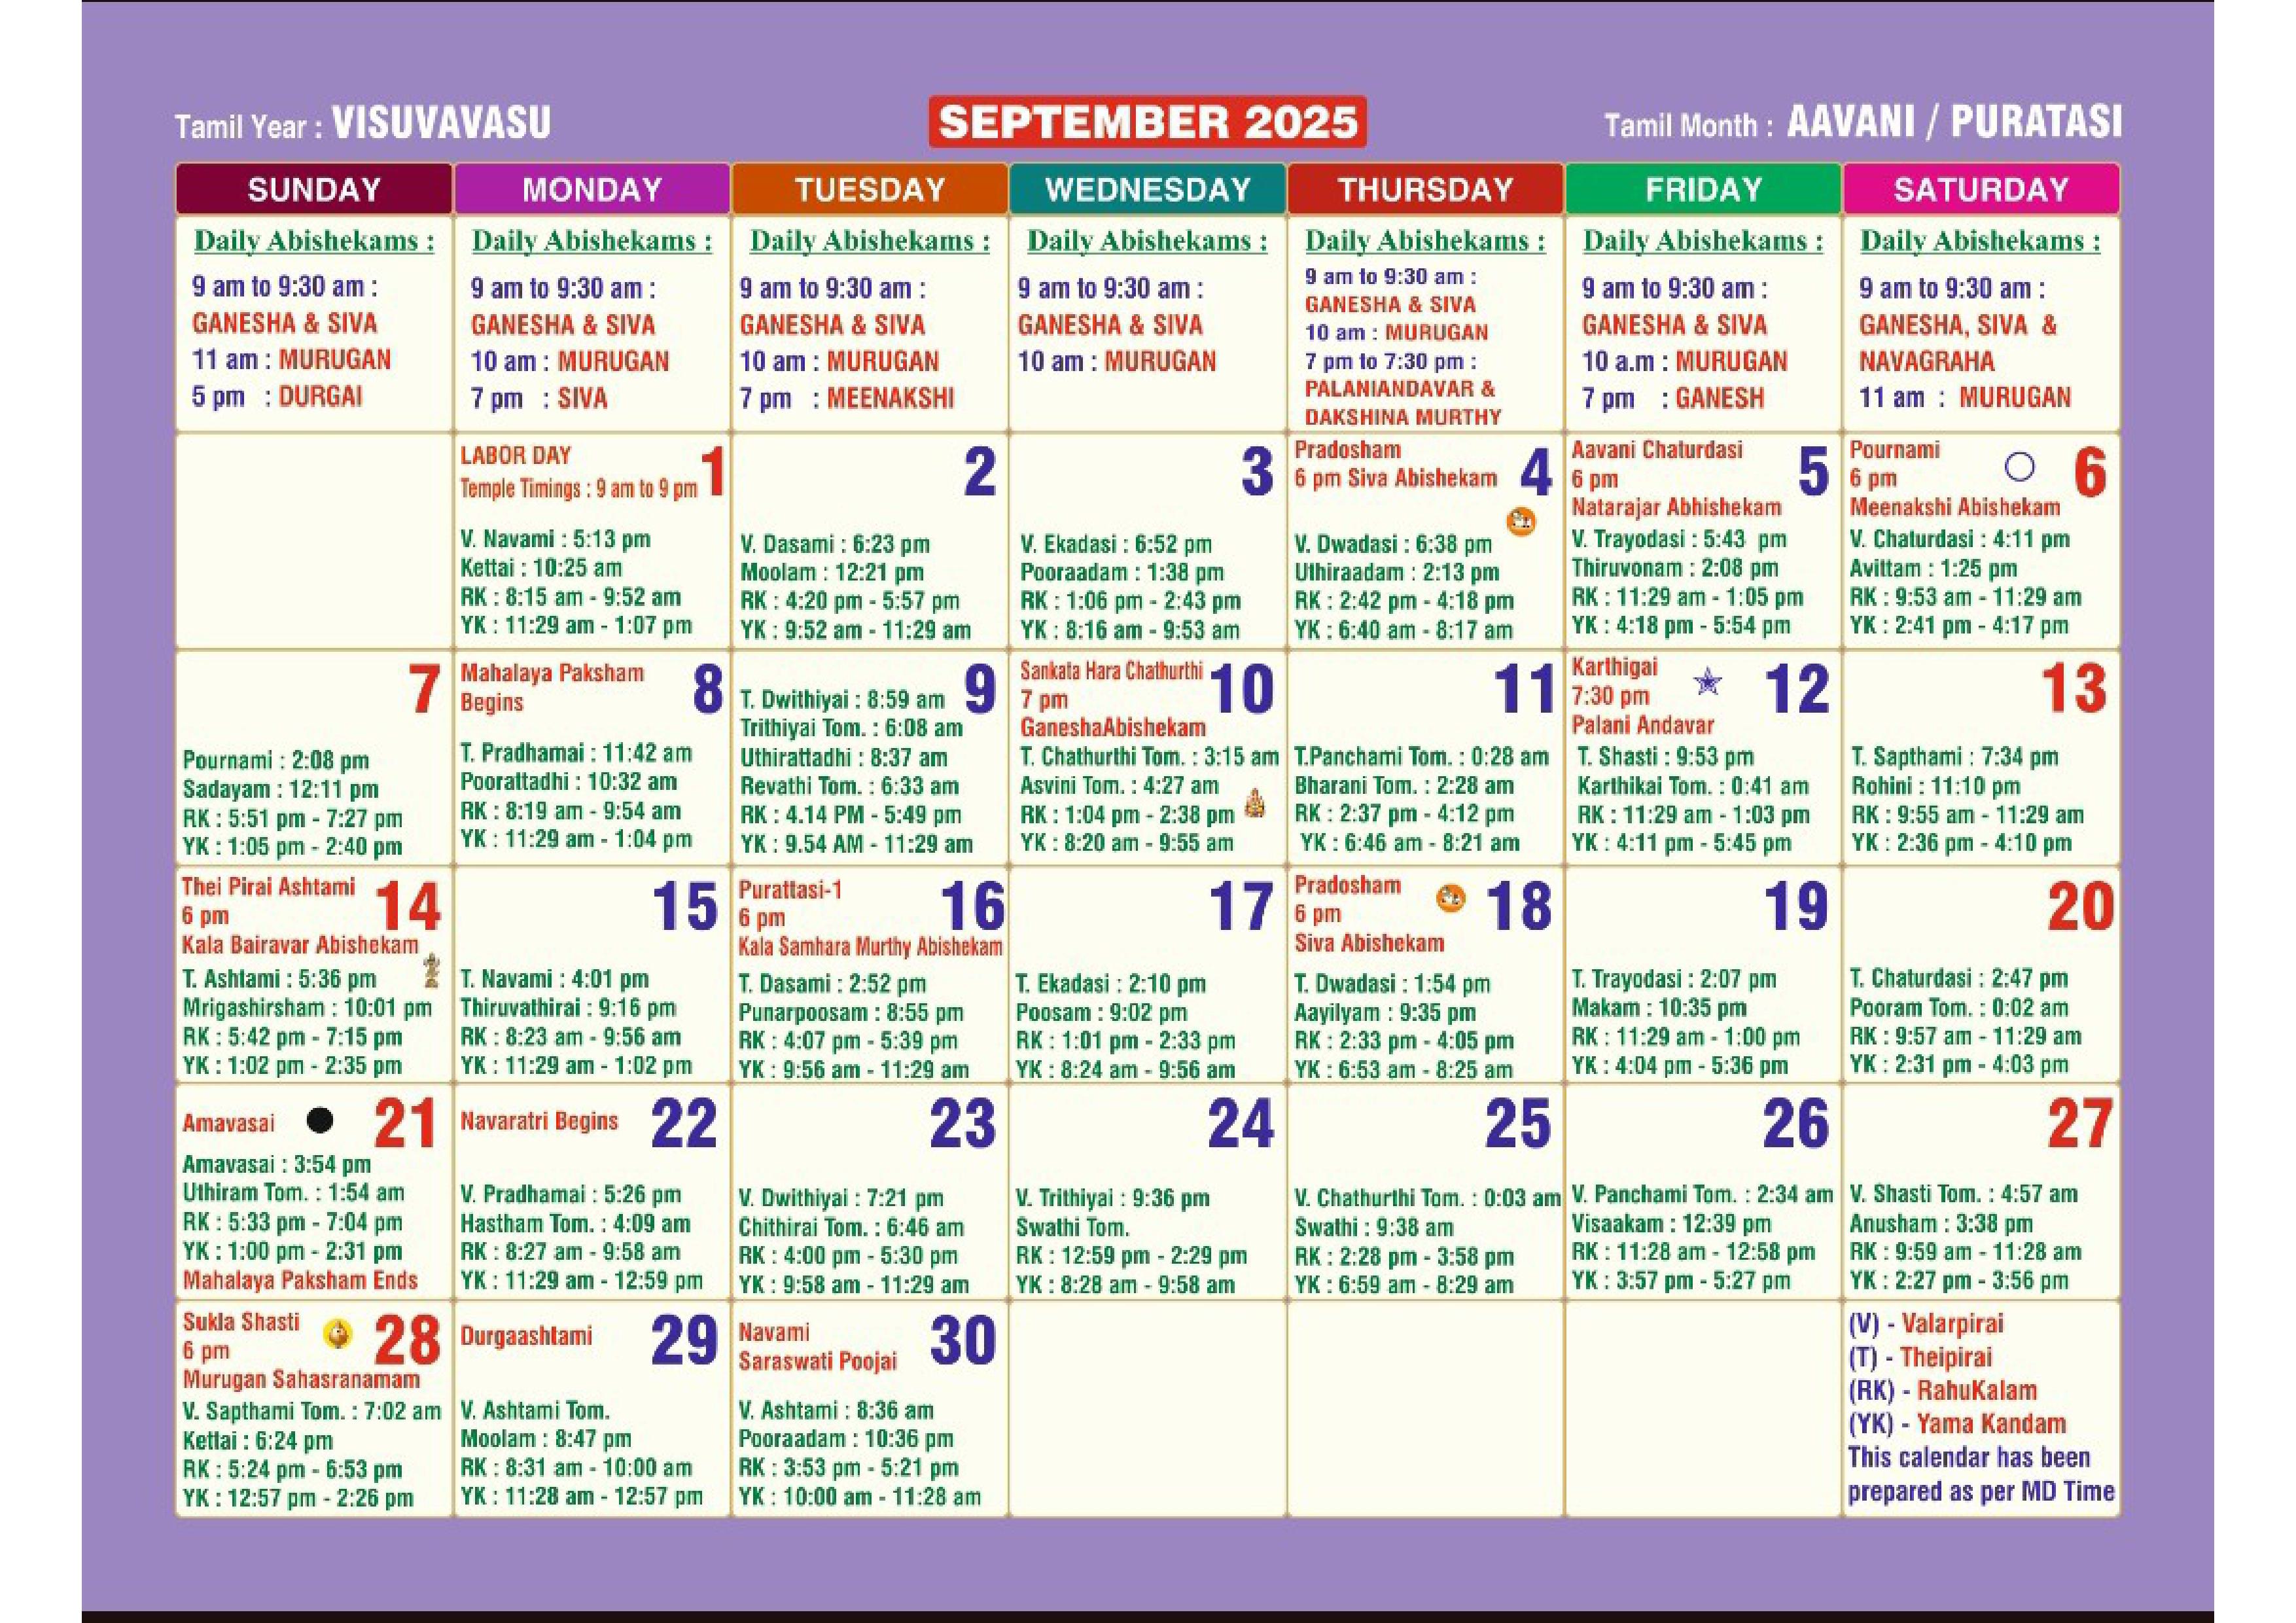 Tamil Year : VISUVAVASU
SEPTEMBER 2025
Tamil Month : AAVANI / PURATASI
SUNDAY
MONDAY
TUESDAY
WEDNESDAY
THURSDAY
FRIDAY
SATURDAY
Daily Abishekams :
9 am to 9:30 am :
GANESHA & SIVA
11 am : MURUGAN
5 pm : DURGAI
Daily Abishekams :
9 am to 9:30 am :
GANESHA & SIVA
10 am : MURUGAN
7 pm : SIVA
Daily Abishekams :
9 am to 9:30 am :
GANESHA & SIVA
10 am : MURUGAN
7 pm : MEENAKSHI
Daily Abishekams :
9 am to 9:30 am :
GANESHA & SIVA
10 am : MURUGAN
Daily Abishekams :
9 am to 9:30 am :
GANESHA & SIVA
10 am : MURUGAN
7 pm to 7:30 pm :
PALANIANDAVAR &
DAKSHINA MURTHY
Daily Abishekams :
9 am to 9:30 am :
GANESHA & SIVA
10 a.m : MURUGAN
7 pm : GANESH
Daily Abishekams :
9 am to 9:30 am :
GANESHA, SIVA &
NAVAGRAHA
11 am : MURUGAN
LABOR DAY
1
Temple Timings : 9 am to 9 pm
V. Navami : 5:13 pm
Kettai : 10:25 am
RK : 8:15 am - 9:52 am
YK : 11:29 am - 1:07 pm
2
V. Dasami : 6:23 pm
Moolam : 12:21 pm
RK : 4:20 pm - 5:57 pm
YK : 9:52 am - 11:29 am
3
V. Ekadasi : 6:52 pm
Pooraadam : 1:38 pm
RK : 1:06 pm - 2:43 pm
YK : 8:16 am - 9:53 am
Pradosham
4
6 pm Siva Abishekam
V. Dwadasi : 6:38 pm
Uthiraadam : 2:13 pm
RK : 2:42 pm - 4:18 pm
YK : 6:40 am - 8:17 am
Aavani Chaturdasi
5
6 pm
Natarajar Abhishekam
V. Trayodasi : 5:43 pm
Thiruvonam : 2:08 pm
RK : 11:29 am - 1:05 pm
YK : 4:18 pm - 5:54 pm
Pournami
6
6 pm
Meenakshi Abishekam
V. Chaturdasi : 4:11 pm
Avittam : 1:25 pm
RK : 9:53 am - 11:29 am
YK : 2:41 pm - 4:17 pm
7
Pournami : 2:08 pm
Sadayam : 12:11 pm
RK : 5:51 pm - 7:27 pm
YK : 1:05 pm - 2:40 pm
Mahalaya Paksham
8
Begins
T. Pradhamai : 11:42 am
Poorattadhi : 10:32 am
RK : 8:19 am - 9:54 am
YK : 11:29 am - 1:04 pm
9
T. Dwithiyai : 8:59 am
Trithiyai Tom. : 6:08 am
Uthirattadhi : 8:37 am
Revathi Tom. : 6:33 am
RK : 4.14 PM - 5:49 pm
YK : 9.54 AM - 11:29 am
Sankata Hara Chathurthi
10
7 pm
GaneshaAbishekam
T. Chathurthi Tom. : 3:15 am
Asvini Tom. : 4:27 am
RK : 1:04 pm - 2:38 pm
YK : 8:20 am - 9:55 am
11
T.Panchami Tom. : 0:28 am
Bharani Tom. : 2:28 am
RK : 2:37 pm - 4:12 pm
YK : 6:46 am - 8:21 am
Karthigai
12
7:30 pm
Palani Andavar
T. Shasti : 9:53 pm
Karthikai Tom. : 0:41 am
RK : 11:29 am - 1:03 pm
YK : 4:11 pm - 5:45 pm
13
T. Sapthami : 7:34 pm
Rohini : 11:10 pm
RK : 9:55 am - 11:29 am
YK : 2:36 pm - 4:10 pm
Thei Pirai Ashtami
14
6 pm
Kala Bairavar Abishekam
T. Ashtami : 5:36 pm
Mrigashirsham : 10:01 pm
RK : 5:42 pm - 7:15 pm
YK : 1:02 pm - 2:35 pm
15
T. Navami : 4:01 pm
Thiruvathirai : 9:16 pm
RK : 8:23 am - 9:56 am
YK : 11:29 am - 1:02 pm
Purattasi-1
16
6 pm
Kala Samhara Murthy Abishekam
T. Dasami : 2:52 pm
Punarpoosam : 8:55 pm
RK : 4:07 pm - 5:39 pm
YK : 9:56 am - 11:29 am
17
T. Ekadasi : 2:10 pm
Poosam : 9:02 pm
RK : 1:01 pm - 2:33 pm
YK : 8:24 am - 9:56 am
Pradosham
18
6 pm
Siva Abishekam
T. Dwadasi : 1:54 pm
Aayilyam : 9:35 pm
RK : 2:33 pm - 4:05 pm
YK : 6:53 am - 8:25 am
19
T. Trayodasi : 2:07 pm
Makam : 10:35 pm
RK : 11:29 am - 1:00 pm
YK : 4:04 pm - 5:36 pm
20
T. Chaturdasi : 2:47 pm
Pooram Tom. : 0:02 am
RK : 9:57 am - 11:29 am
YK : 2:31 pm - 4:03 pm
Amavasai
21
Amavasai : 3:54 pm
Uthiram Tom. : 1:54 am
RK : 5:33 pm - 7:04 pm
YK : 1:00 pm - 2:31 pm
Mahalaya Paksham Ends
Navaratri Begins
22
V. Pradhamai : 5:26 pm
Hastham Tom. : 4:09 am
RK : 8:27 am - 9:58 am
YK : 11:29 am - 12:59 pm
23
V. Dwithiyai : 7:21 pm
Chithirai Tom. : 6:46 am
RK : 4:00 pm - 5:30 pm
YK : 9:58 am - 11:29 am
24
V. Trithiyai : 9:36 pm
Swathi Tom.
RK : 12:59 pm - 2:29 pm
YK : 8:28 am - 9:58 am
25
V. Chathurthi Tom. : 0:03 am
Swathi : 9:38 am
RK : 2:28 pm - 3:58 pm
YK : 6:59 am - 8:29 am
26
V. Panchami Tom. : 2:34 am
Visaakam : 12:39 pm
RK : 11:28 am - 12:58 pm
YK : 3:57 pm - 5:27 pm
27
V. Shasti Tom. : 4:57 am
Anusham : 3:38 pm
RK : 9:59 am - 11:28 am
YK : 2:27 pm - 3:56 pm
Sukla Shasti
28
6 pm
Murugan Sahasranamam
V. Sapthami Tom. : 7:02 am
Kettai : 6:24 pm
RK : 5:24 pm - 6:53 pm
YK : 12:57 pm - 2:26 pm
Durgaashtami
29
V. Ashtami Tom.
Moolam : 8:47 pm
RK : 8:31 am - 10:00 am
YK : 11:28 am - 12:57 pm
Navami
30
Saraswati Poojai
V. Ashtami : 8:36 am
Pooraadam : 10:36 pm
RK : 3:53 pm - 5:21 pm
YK : 10:00 am - 11:28 am
(V) - Valarpirai
(T) - Theipirai
(RK) - RahuKalam
(YK) - Yama Kandam
This calendar has been
prepared as per MD Time